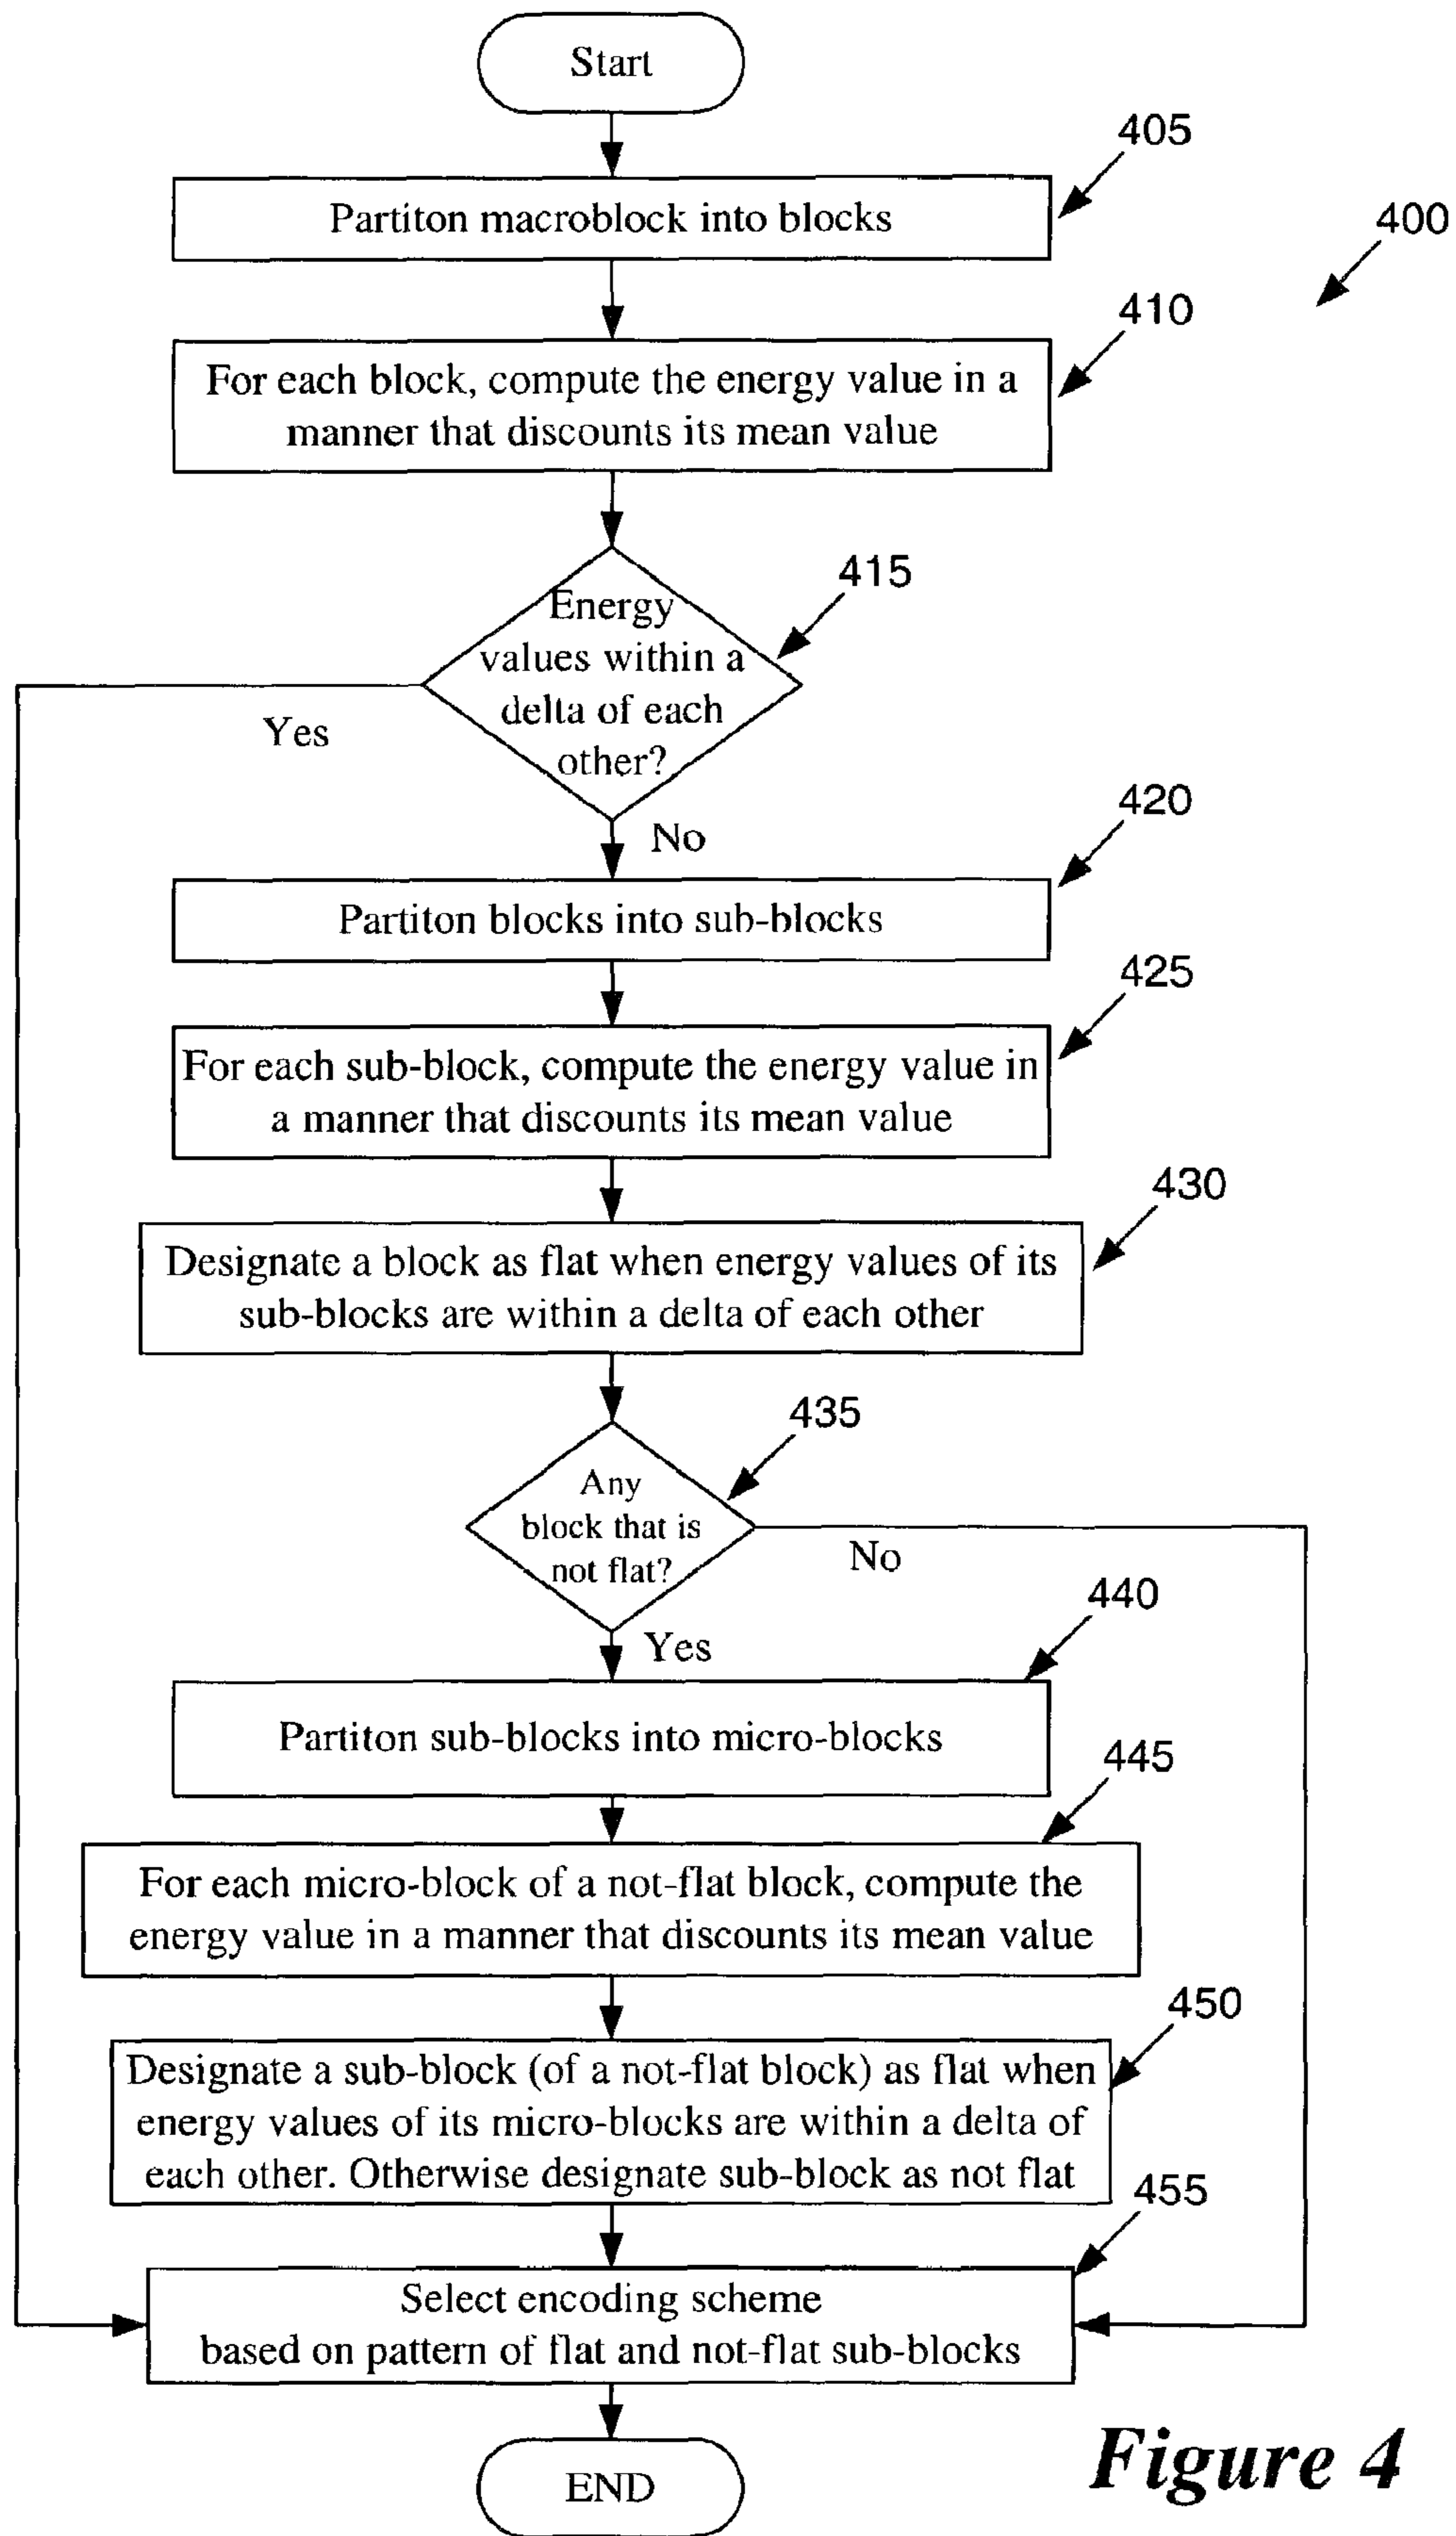 Start
405
Partiton macroblock into blocks
400
410
For each block, compute the energy value in a
manner that discounts its mean value
415
Energy
values within a
delta of each
other?
Yes
No
420
Partiton blocks into sub-blocks
425
For each sub-block, compute the energy value in
a manner that discounts its mean value
430
Designate a block as flat when energy values of its
sub-blocks are within a delta of each other
435
Any
block that is
not flat?
No
Yes
440
Partiton sub-blocks into micro-blocks
445
For each micro-block of a not-flat block, compute the
energy value in a manner that discounts its mean value
450
Designate a sub-block (of a not-flat block) as flat when
energy values of its micro-blocks are within a delta of
each other. Otherwise designate sub-block as not flat
455
Select encoding scheme
based on pattern of flat and not-flat sub-blocks
END
Figure 4